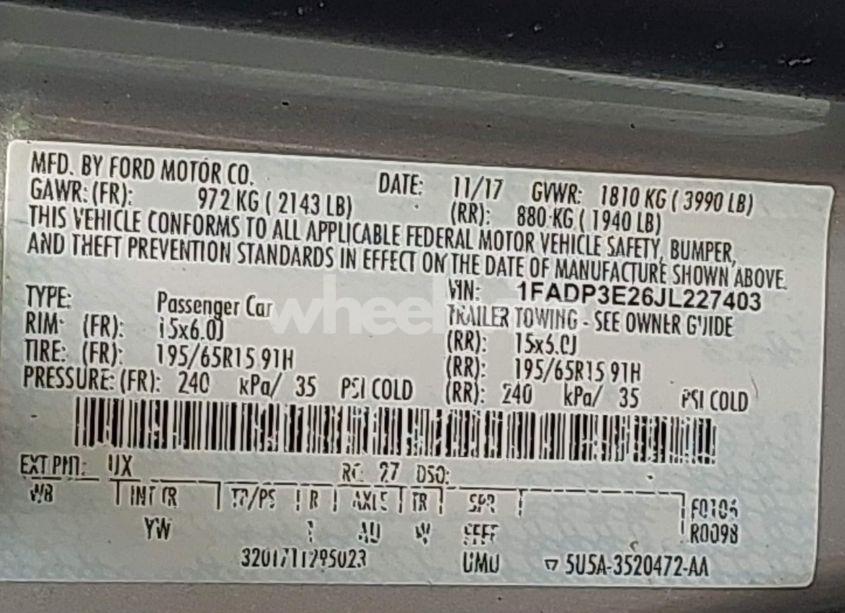 MFD. BY FORD MOTOR CO. DATE: 11/17 GVWR: 1810 KG ( 3990 LB)
GAWR: (FR): 972 KG ( 2143 LB) (RR): 880 KG ( 1940 LB)
THIS VEHICLE CONFORMS TO ALL APPLICABLE FEDERAL MOTOR VEHICLE SAFETY, BUMPER,
AND THEFT PREVENTION STANDARDS IN EFFECT ON THE DATE OF MANUFACTURE SHOWN ABOVE.
VIN: 1FADP3E26JL227403
TYPE: Passenger Car TRAILER TOWING - SEE OWNER GUIDE
RIM: (FR): 15x6.0J (RR): 15x6.0J
TIRE: (FR): 195/65R15 91H (RR): 195/65R15 91H
PRESSURE: (FR): 240 kPa/ 35 PSI COLD (RR): 240 kPa/ 35 PSI COLD
EXT PNT: UX RC: 27 DSO:
WB INT TR TP/PS R AXLE TR SPR F0106
YW AU W R0098
3201711295023 UMU 5U5A-3520472-AA